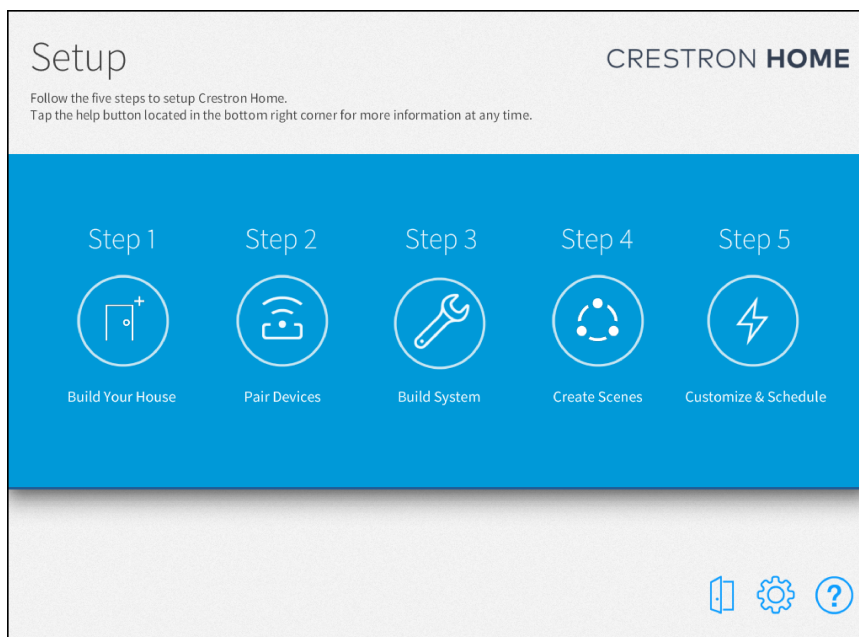 Setup
CRESTRON HOME
Follow the five steps to setup Crestron Home.
Tap the help button located in the bottom right corner for more information at any time.
Step 1
Step 2
Step 3
Step 4
Step 5
Build Your House
Pair Devices
Build System
Create Scenes
Customize & Schedule
?